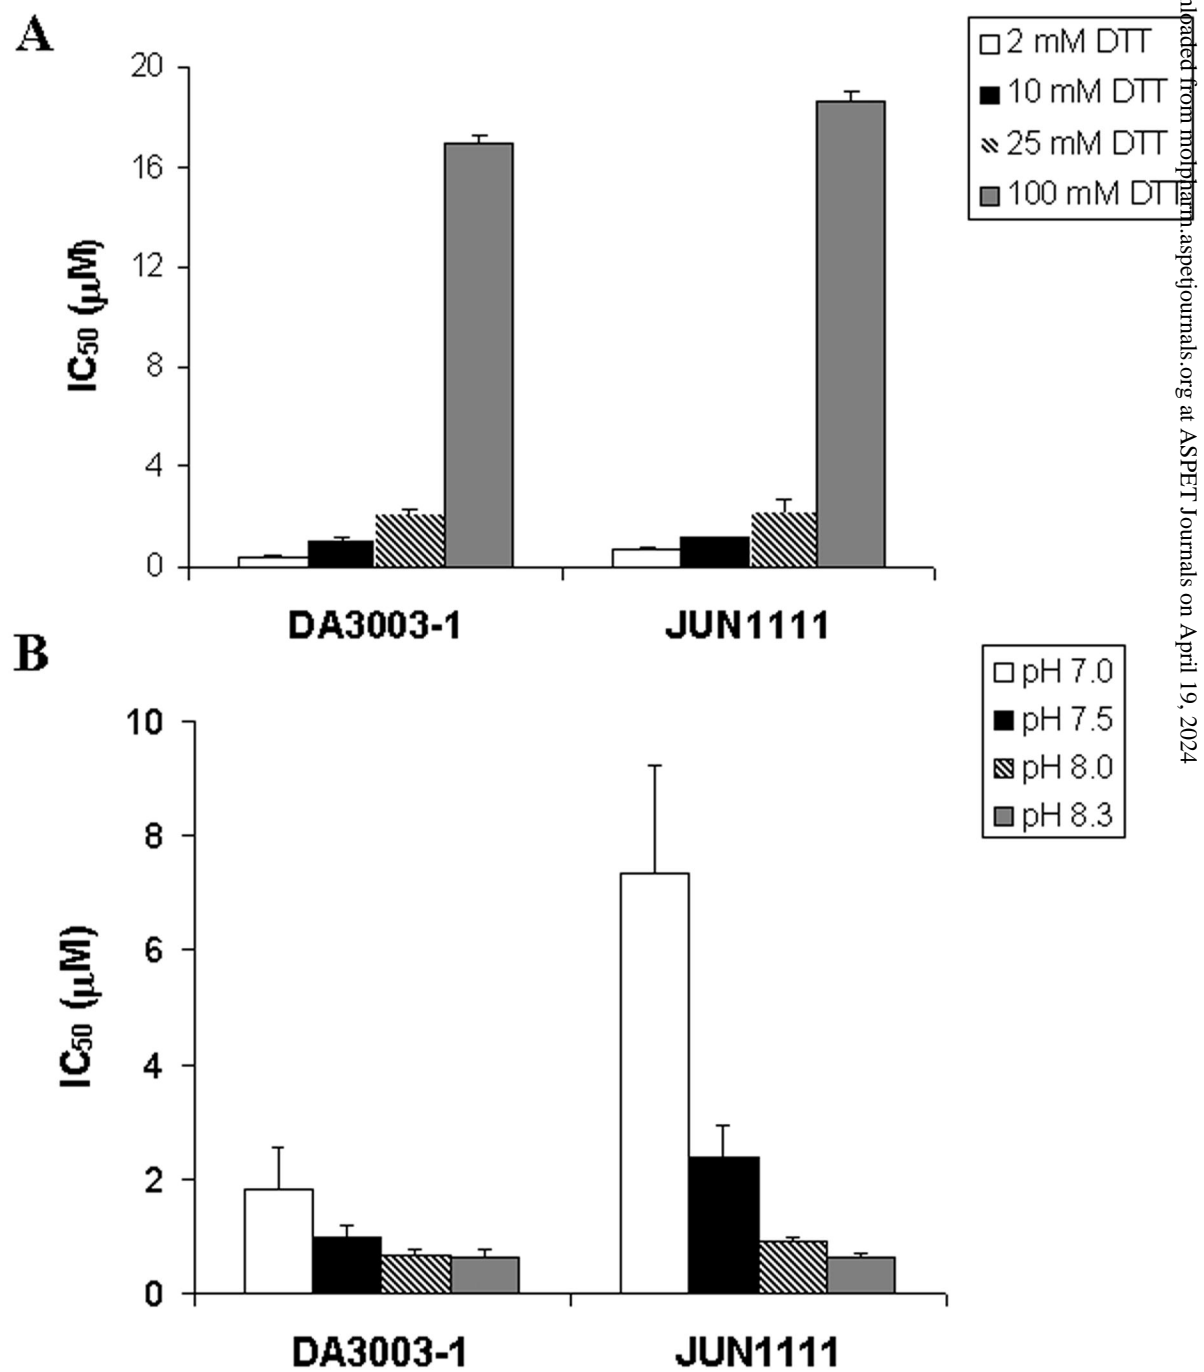 A
20
16
12
8
4
0
IC50 (μM)
DA3003-1
JUN1111
2 mM DTT
10 mM DTT
25 mM DTT
100 mM DTT
B
10
8
6
4
2
0
IC50 (μM)
DA3003-1
JUN1111
pH 7.0
pH 7.5
pH 8.0
pH 8.3
nloaded from molpharm.aspetjournals.org at ASPET Journals on April 19, 2024